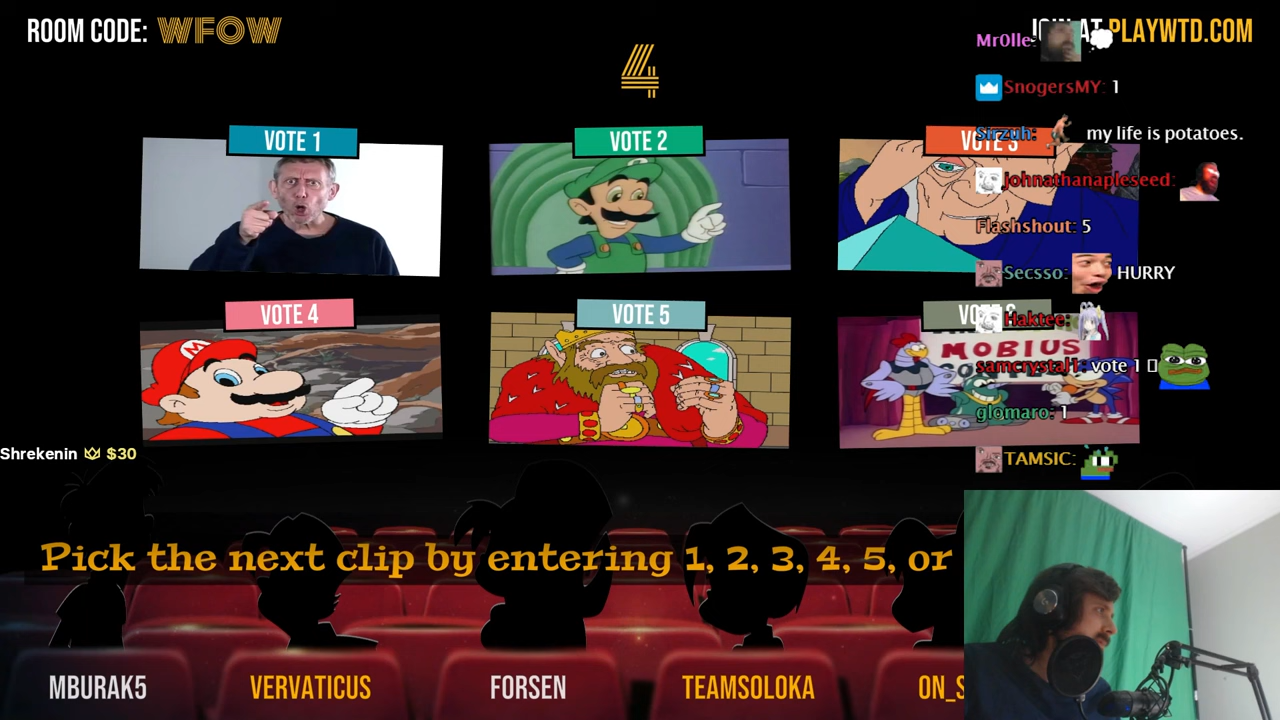 ROOM CODE: WFOW
JOIN AT PLAYWTD.COM
4
VOTE 1
VOTE 2
VOTE 3
VOTE 4
VOTE 5
MOBIUS
Mr0lle:
SnogersMY: 1
Sirzuh: my life is potatoes.
Johnathanapleseed:
Flashshout: 5
Secsso: HURRY
Haktee:
samcrystal1: vote 1
glomaro: 1
TAMSIC:
Shrekenin $30
Pick the next clip by entering 1, 2, 3, 4, 5, or
MBURAK5
VERVATICUS
FORSEN
TEAMSOLOKA
ON_S